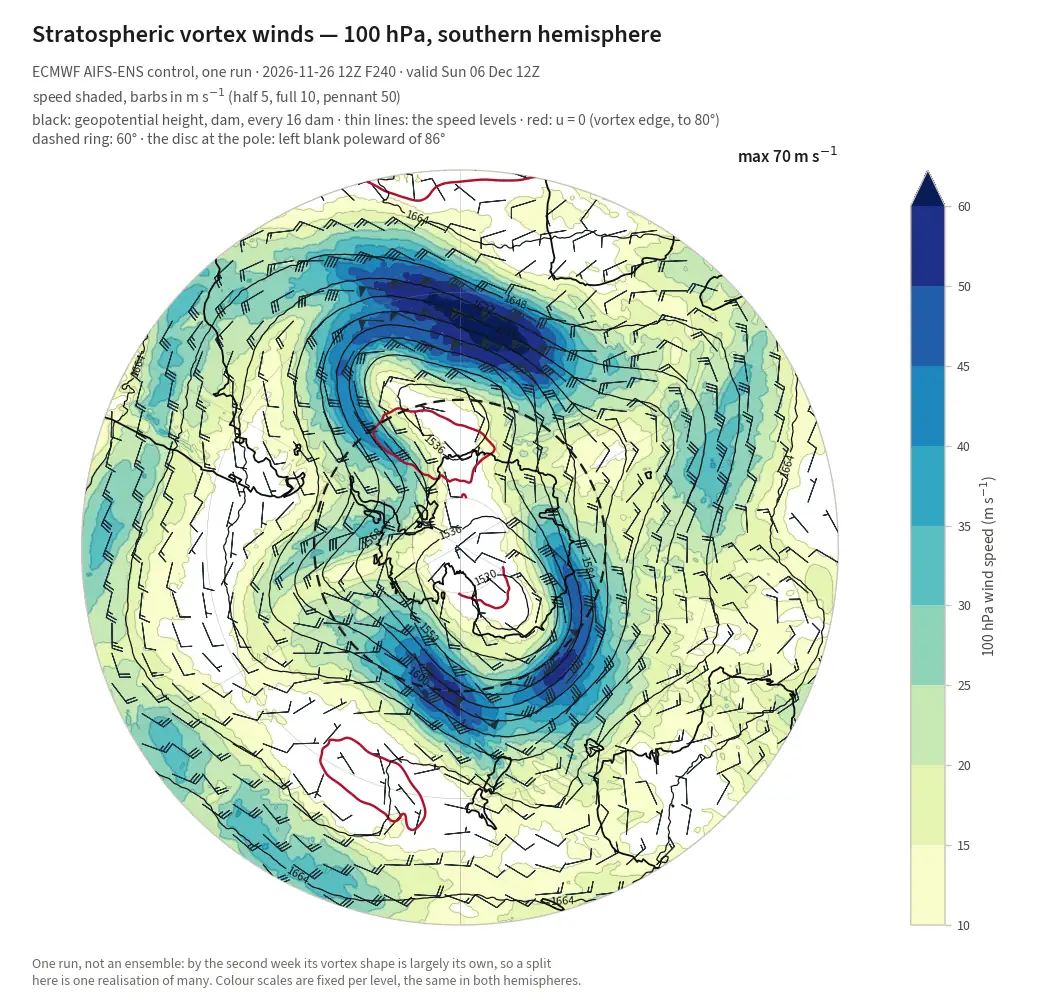 Stratospheric vortex winds — 100 hPa, southern hemisphere
ECMWF AIFS-ENS control, one run · 2026-11-26 12Z F240 · valid Sun 06 Dec 12Z
speed shaded, barbs in m s⁻¹ (half 5, full 10, pennant 50)
black: geopotential height, dam, every 16 dam · thin lines: the speed levels · red: u = 0 (vortex edge, to 80°)
dashed ring: 60° · the disc at the pole: left blank poleward of 86°
max 70 m s⁻¹
60
50
45
40
35
30
25
20
15
10
100 hPa wind speed (m s⁻¹)
1664
1648
1664
1536
1664
1536
1520
1584
1552
1664
1664
One run, not an ensemble: by the second week its vortex shape is largely its own, so a split
here is one realisation of many. Colour scales are fixed per level, the same in both hemispheres.